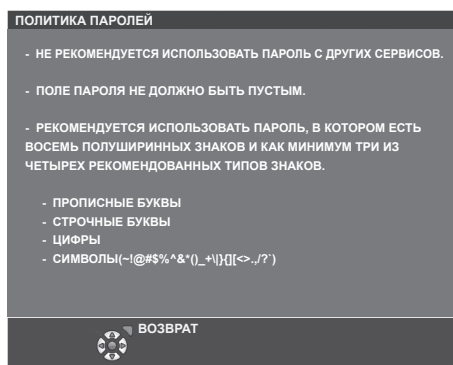 ПОЛИТИКА ПАРОЛЕЙ
- НЕ РЕКОМЕНДУЕТСЯ ИСПОЛЬЗОВАТЬ ПАРОЛЬ С ДРУГИХ СЕРВИСОВ.
- ПОЛЕ ПАРОЛЯ НЕ ДОЛЖНО БЫТЬ ПУСТЫМ.
- РЕКОМЕНДУЕТСЯ ИСПОЛЬЗОВАТЬ ПАРОЛЬ, В КОТОРОМ ЕСТЬ
ВОСЕМЬ ПОЛУШИРИННЫХ ЗНАКОВ И КАК МИНИМУМ ТРИ ИЗ
ЧЕТЫРЕХ РЕКОМЕНДОВАННЫХ ТИПОВ ЗНАКОВ.
- ПРОПИСНЫЕ БУКВЫ
- СТРОЧНЫЕ БУКВЫ
- ЦИФРЫ
- СИМВОЛЫ(~!@#$%^&*()_+\|}{][<>.,/?`)
ВОЗВРАТ